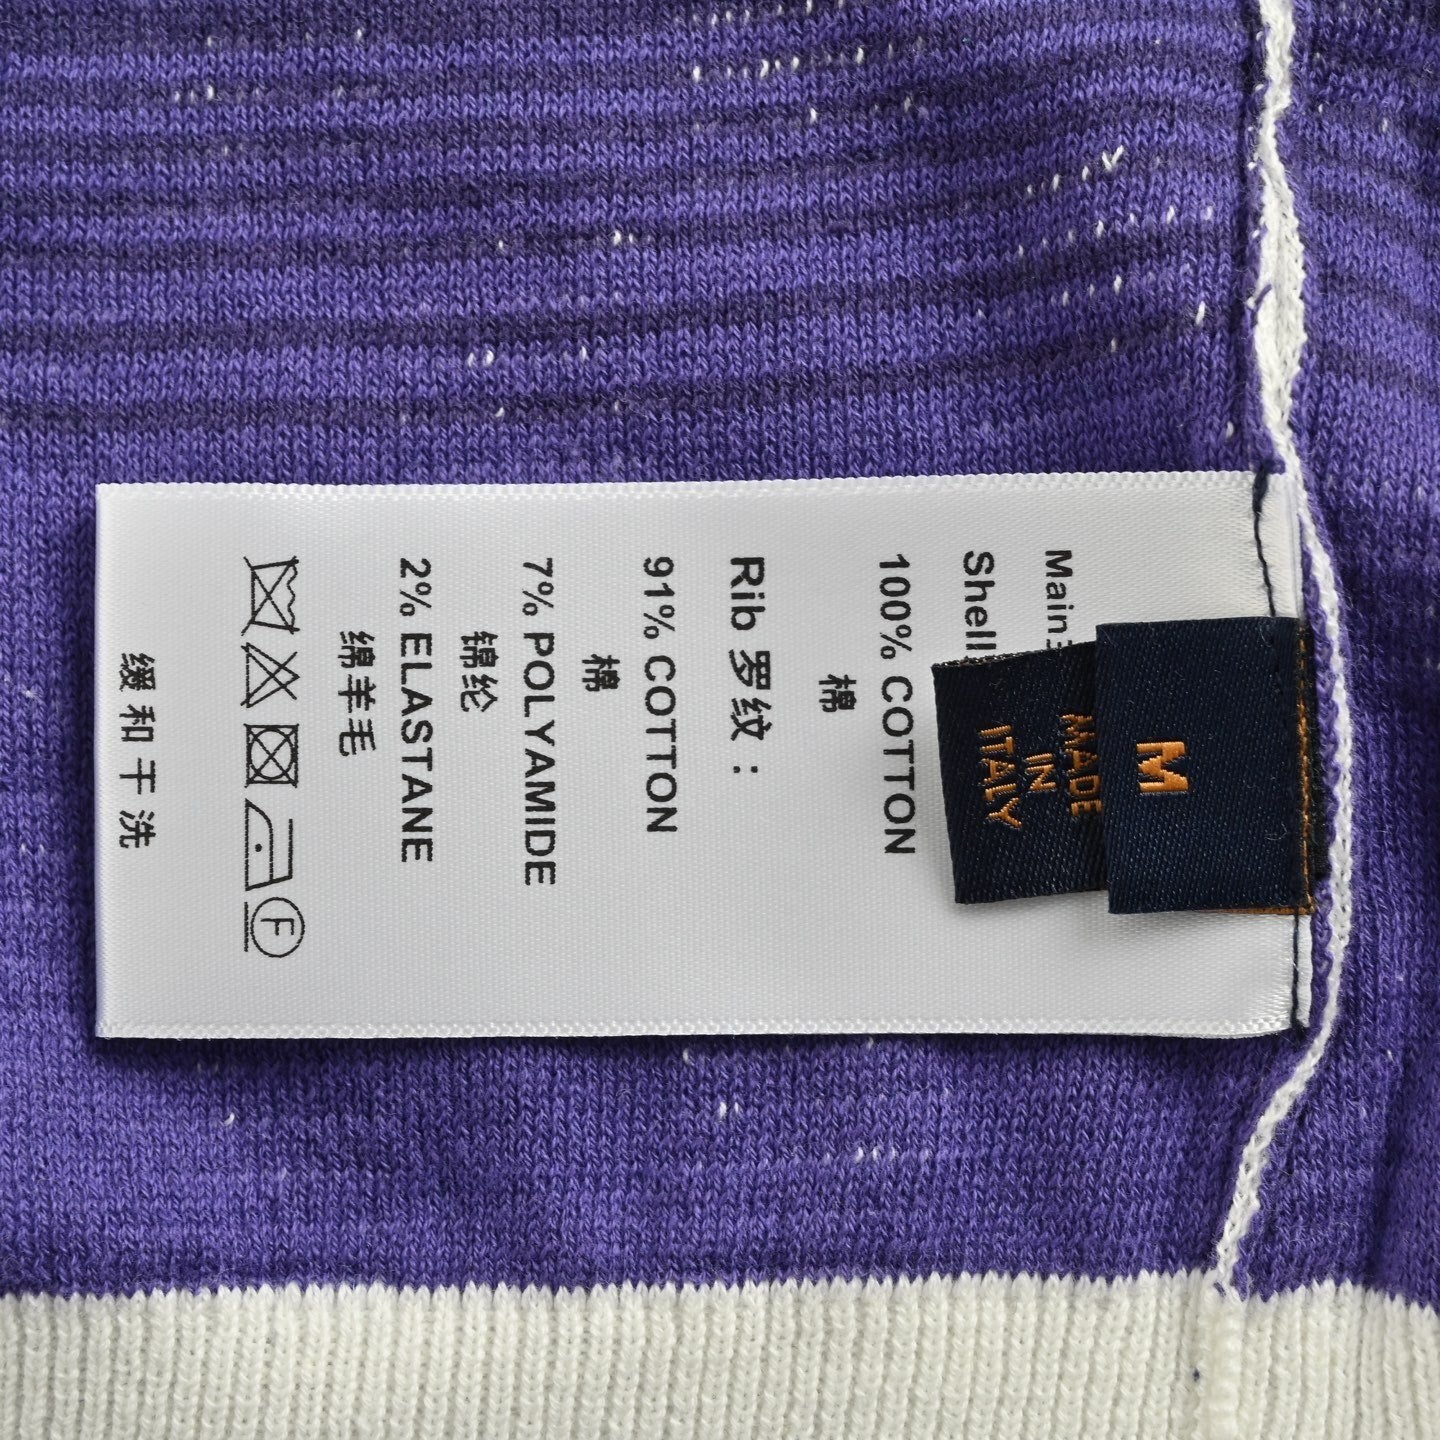 M
MADE
IN
ITALY
Main:
Shell
100% COTTON
棉
Rib 罗纹：
91% COTTON
棉
7% POLYAMIDE
锦纶
2% ELASTANE
绵羊毛
F
缓和干洗